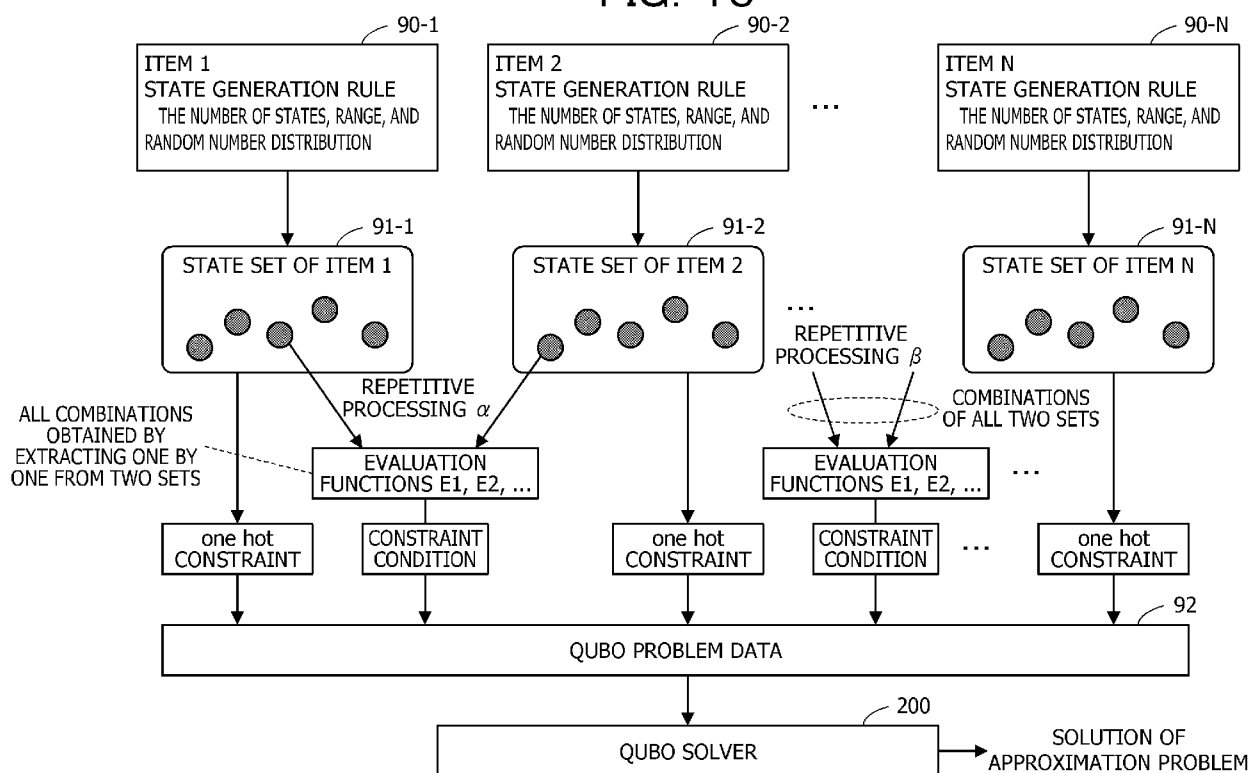 90-1
90-2
90-N
ITEM 1
STATE GENERATION RULE
THE NUMBER OF STATES, RANGE, AND
RANDOM NUMBER DISTRIBUTION
ITEM 2
STATE GENERATION RULE
THE NUMBER OF STATES, RANGE, AND
RANDOM NUMBER DISTRIBUTION
...
ITEM N
STATE GENERATION RULE
THE NUMBER OF STATES, RANGE, AND
RANDOM NUMBER DISTRIBUTION
91-1
91-2
91-N
STATE SET OF ITEM 1
STATE SET OF ITEM 2
...
STATE SET OF ITEM N
REPETITIVE
PROCESSING α
REPETITIVE
PROCESSING β
COMBINATIONS
OF ALL TWO SETS
ALL COMBINATIONS
OBTAINED BY
EXTRACTING ONE BY
ONE FROM TWO SETS
EVALUATION
FUNCTIONS E1, E2, ...
EVALUATION
FUNCTIONS E1, E2, ...
...
one hot
CONSTRAINT
CONSTRAINT
CONDITION
one hot
CONSTRAINT
CONSTRAINT
CONDITION
...
one hot
CONSTRAINT
92
QUBO PROBLEM DATA
200
QUBO SOLVER
SOLUTION OF
APPROXIMATION PROBLEM